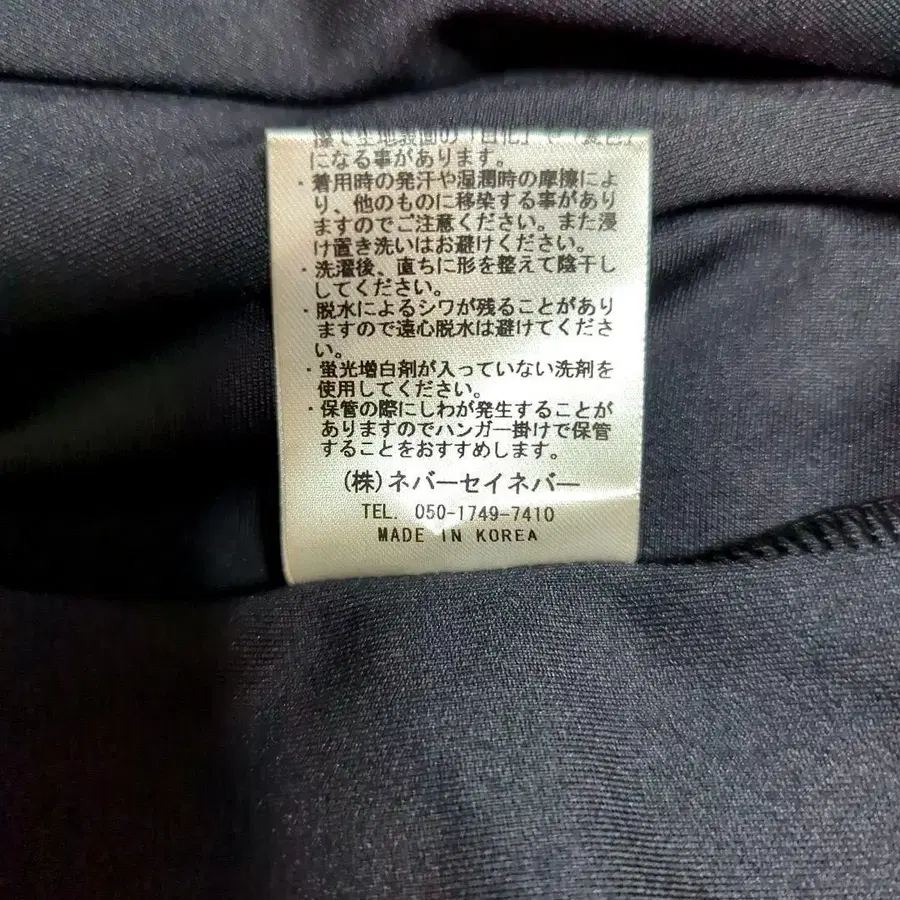 になる事があります。
・着用時の発汗や湿潤時の摩擦によ
り、他のものに移染する事があり
ますのでご注意ください。また浸
け置き洗いはお避けください。
・洗濯後、直ちに形を整えて陰干し
してください。
・脱水によるシワが残ることがあり
ますので遠心脱水は避けてくださ
い。
・蛍光増白剤が入っていない洗剤を
使用してください。
・保管の際にしわが発生することが
ありますのでハンガー掛けで保管
することをおすすめします。
(株)ネバーセイネバー
TEL. 050-1749-7410
MADE IN KOREA